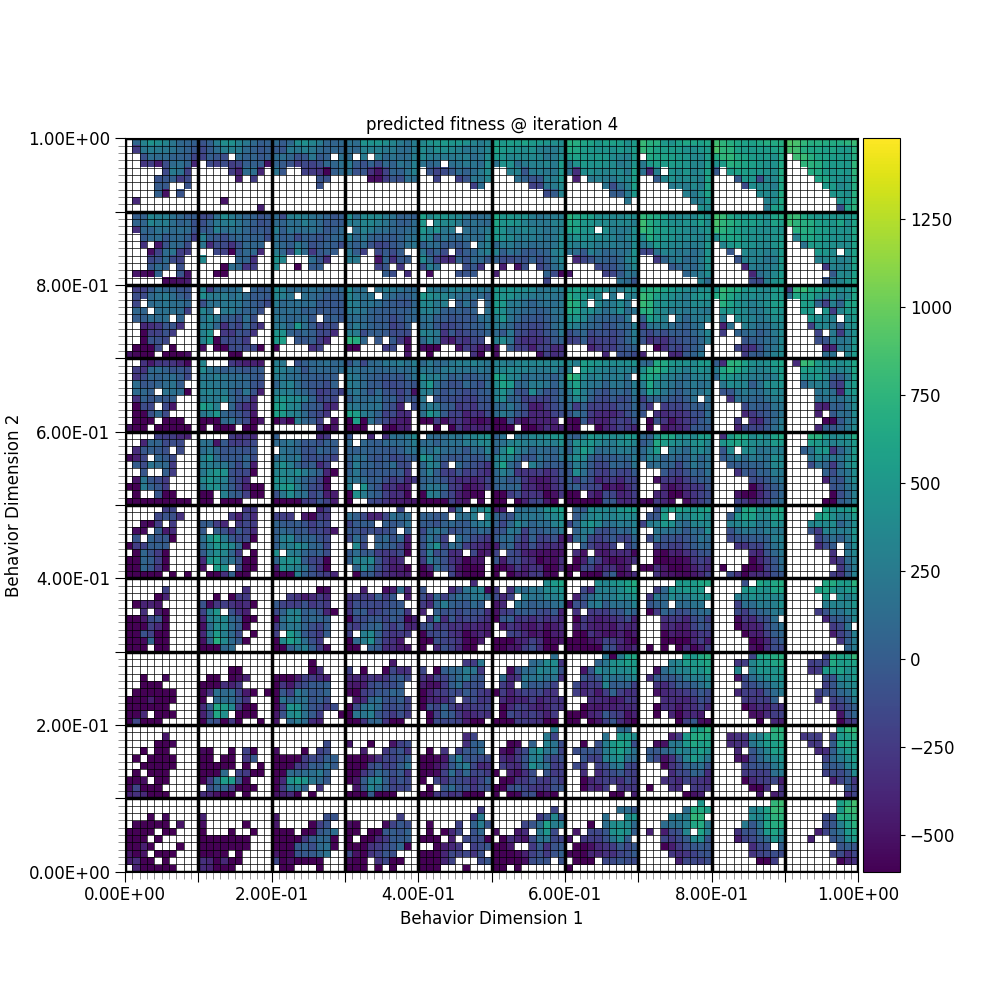 predicted fitness @ iteration 4
1.00E+00
8.00E-01
6.00E-01
4.00E-01
2.00E-01
0.00E+00
Behavior Dimension 2
0.00E+00 2.00E-01 4.00E-01 6.00E-01 8.00E-01 1.00E+00
Behavior Dimension 1
1250
1000
750
500
250
0
−250
−500